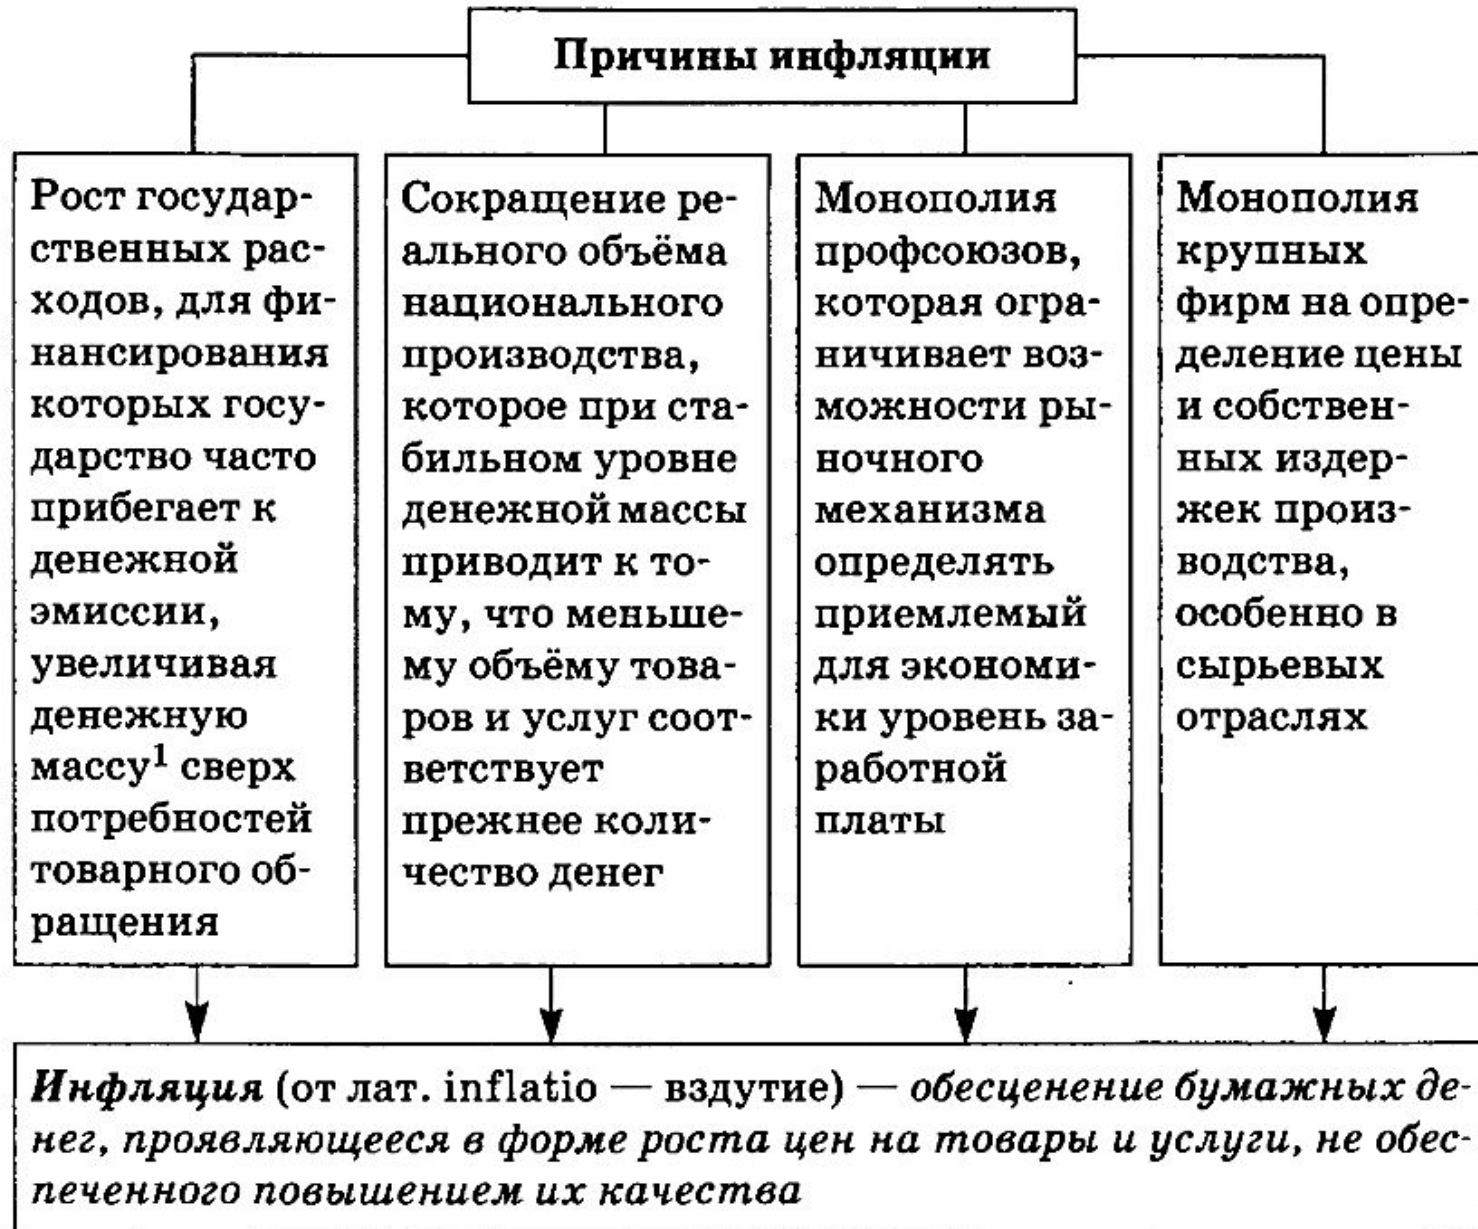 Причины инфляции
Рост государ-
ственных рас-
ходов, для фи-
нансирования
которых госу-
дарство часто
прибегает к
денежной
эмиссии,
увеличивая
денежную
массу¹ сверх
потребностей
товарного об-
ращения
Сокращение ре-
ального объёма
национального
производства,
которое при ста-
бильном уровне
денежной массы
приводит к то-
му, что меньше-
му объёму това-
ров и услуг соот-
ветствует
прежнее коли-
чество денег
Монополия
профсоюзов,
которая огра-
ничивает воз-
можности ры-
ночного
механизма
определять
приемлемый
для экономи-
ки уровень за-
работной
платы
Монополия
крупных
фирм на опре-
деление цены
и собствен-
ных издер-
жек произ-
водства,
особенно в
сырьевых
отраслях
Инфляция (от лат. inflatio — вздутие) — обесценение бумажных де-
нег, проявляющееся в форме роста цен на товары и услуги, не обес-
печенного повышением их качества